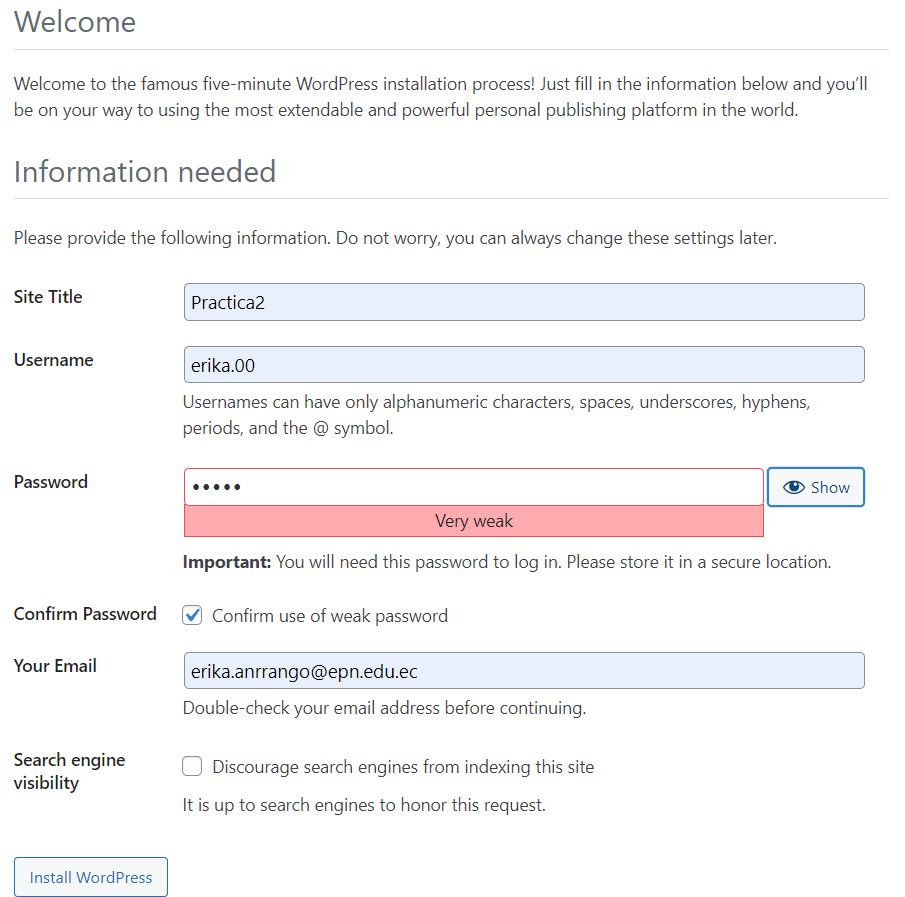 Welcome
Welcome to the famous five-minute WordPress installation process! Just fill in the information below and you’ll
be on your way to using the most extendable and powerful personal publishing platform in the world.
Information needed
Please provide the following information. Do not worry, you can always change these settings later.
Site Title
Practica2
Username
erika.00
Usernames can have only alphanumeric characters, spaces, underscores, hyphens,
periods, and the @ symbol.
Password
•••••
Show
Very weak
Important: You will need this password to log in. Please store it in a secure location.
Confirm Password
Confirm use of weak password
Your Email
erika.anrrango@epn.edu.ec
Double-check your email address before continuing.
Search engine
visibility
Discourage search engines from indexing this site
It is up to search engines to honor this request.
Install WordPress